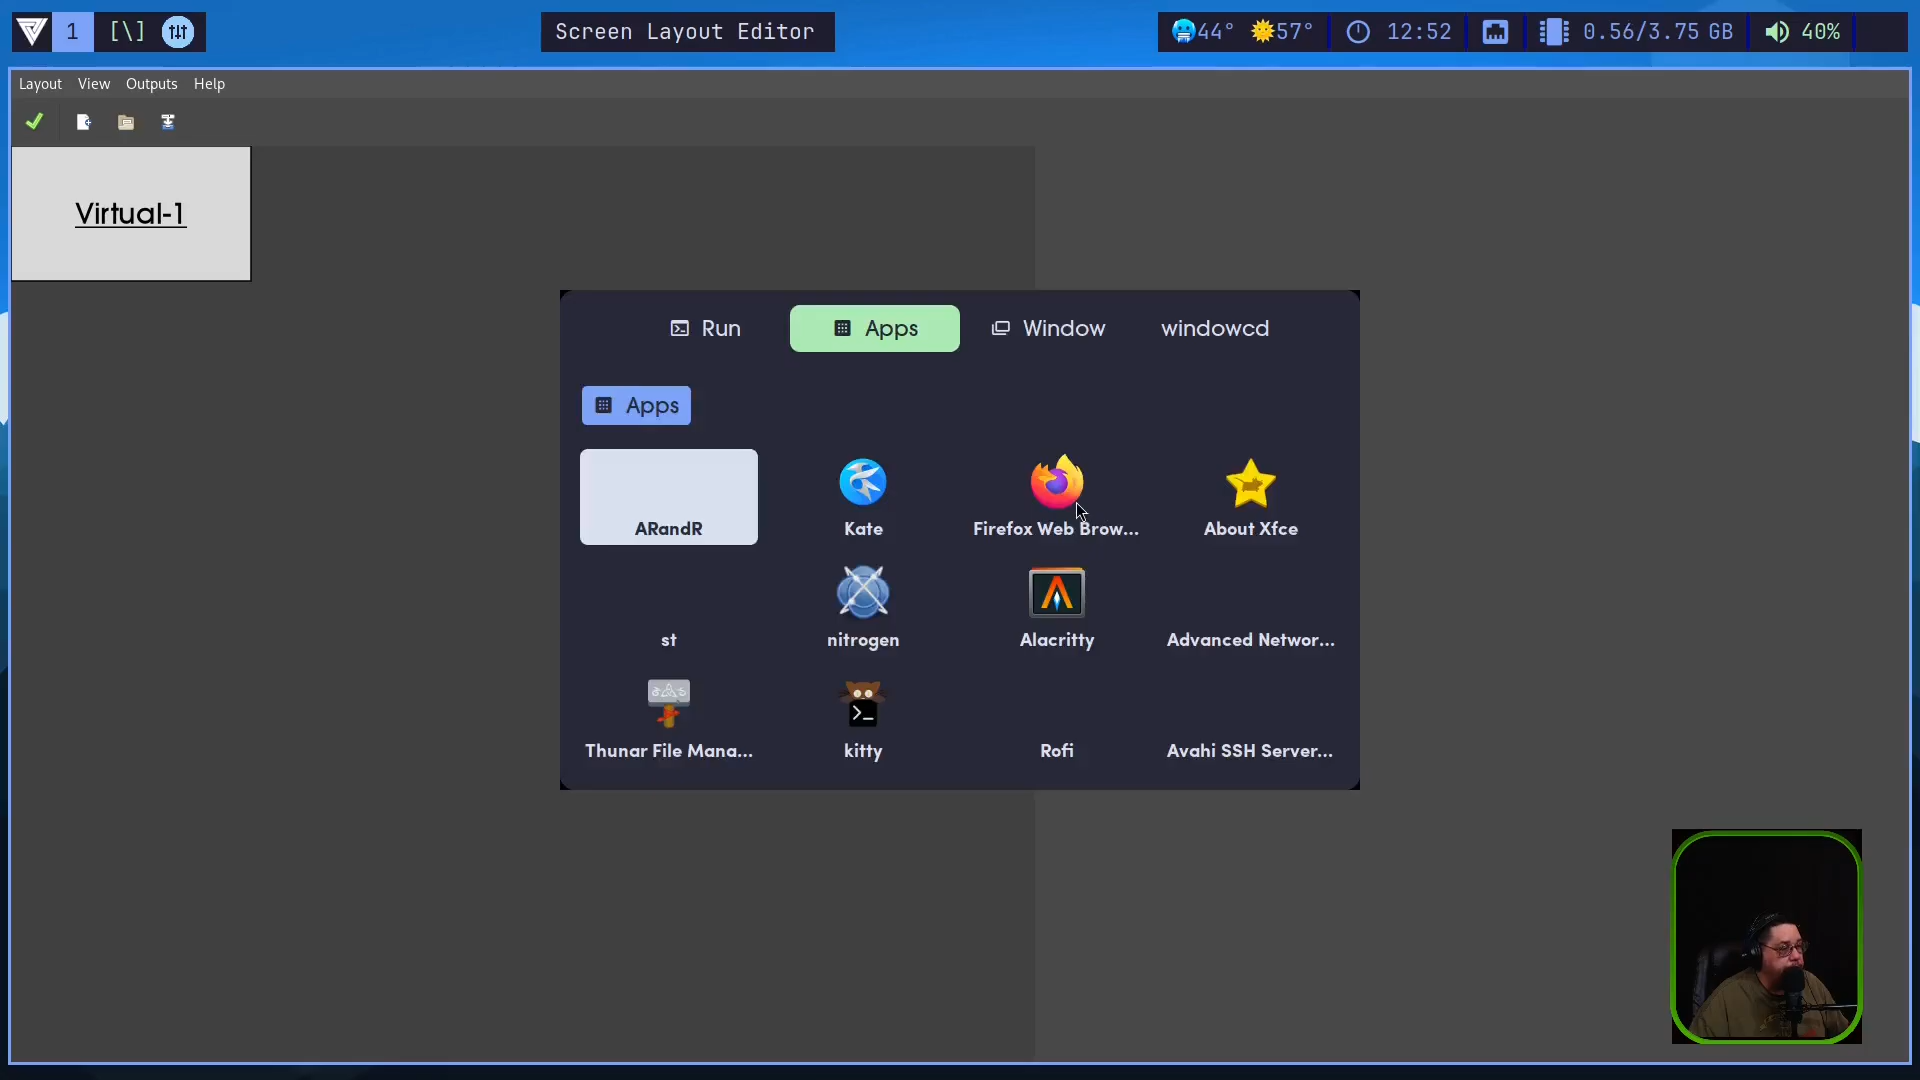 1 [\]
Screen Layout Editor
44° 57° 12:52 0.56/3.75 GB 40%
Layout View Outputs Help
Virtual-1
Run Apps Window windowcd
Apps
ARandR Kate Firefox Web Brow... About Xfce
st nitrogen Alacritty Advanced Networ...
Thunar File Mana... kitty Rofi Avahi SSH Server...